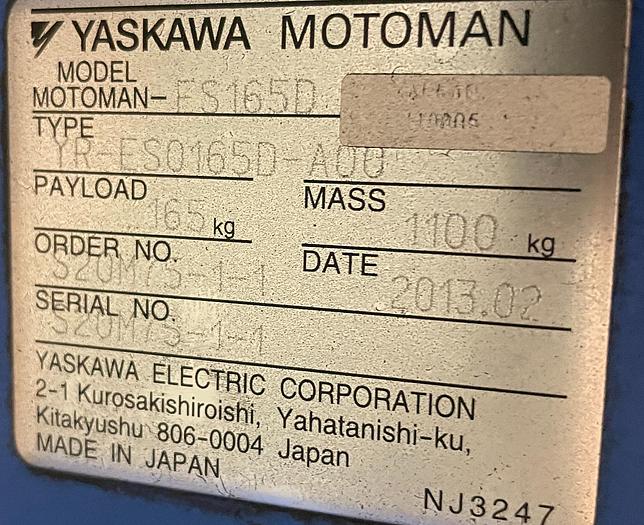 YASKAWA MOTOMAN
MODEL
MOTOMAN- ES165D
TYPE
YR-ES0165D-A00
PAYLOAD 165 kg
MASS 1100 kg
ORDER NO. S20M75-1-1
DATE 2013.02
SERIAL NO. S20M75-1-1
YASKAWA ELECTRIC CORPORATION
2-1 Kurosakishiroishi, Yahatanishi-ku,
Kitakyushu 806-0004 Japan
MADE IN JAPAN
NJ3247